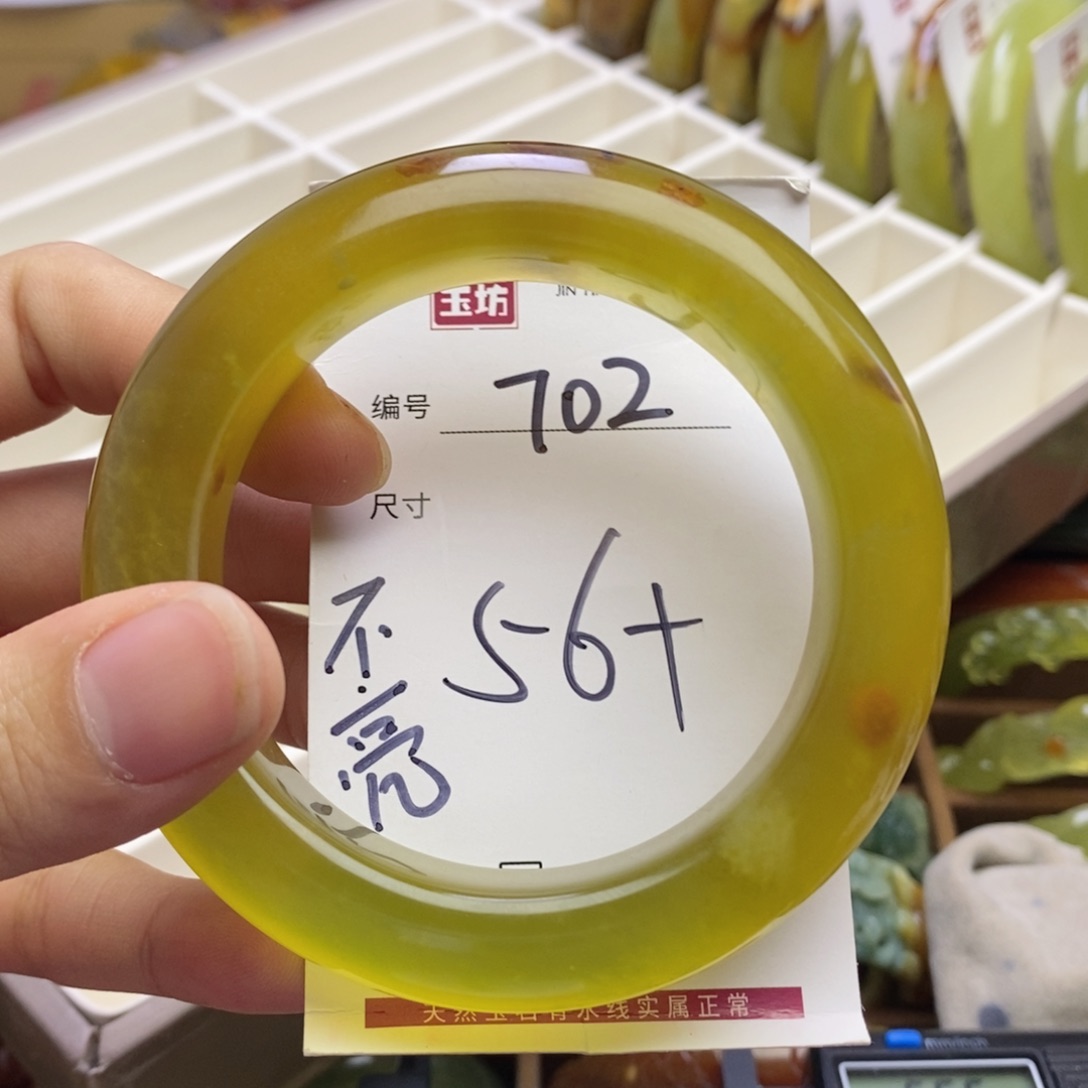 玉坊
编号 702
尺寸
56+
不亮
天然玉石有水线实属正常